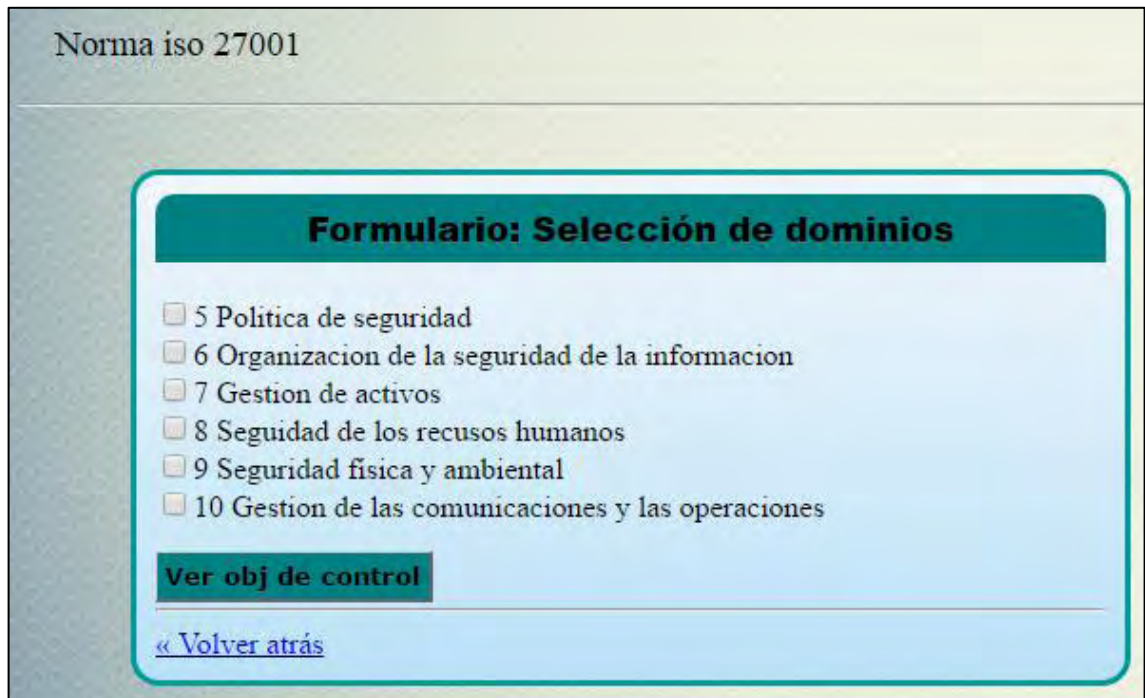 Norma iso 27001
Formulario: Selección de dominios
5 Politica de seguridad
6 Organizacion de la seguridad de la informacion
7 Gestion de activos
8 Seguidad de los recusos humanos
9 Seguridad física y ambiental
10 Gestion de las comunicaciones y las operaciones
Ver obj de control
« Volver atrás